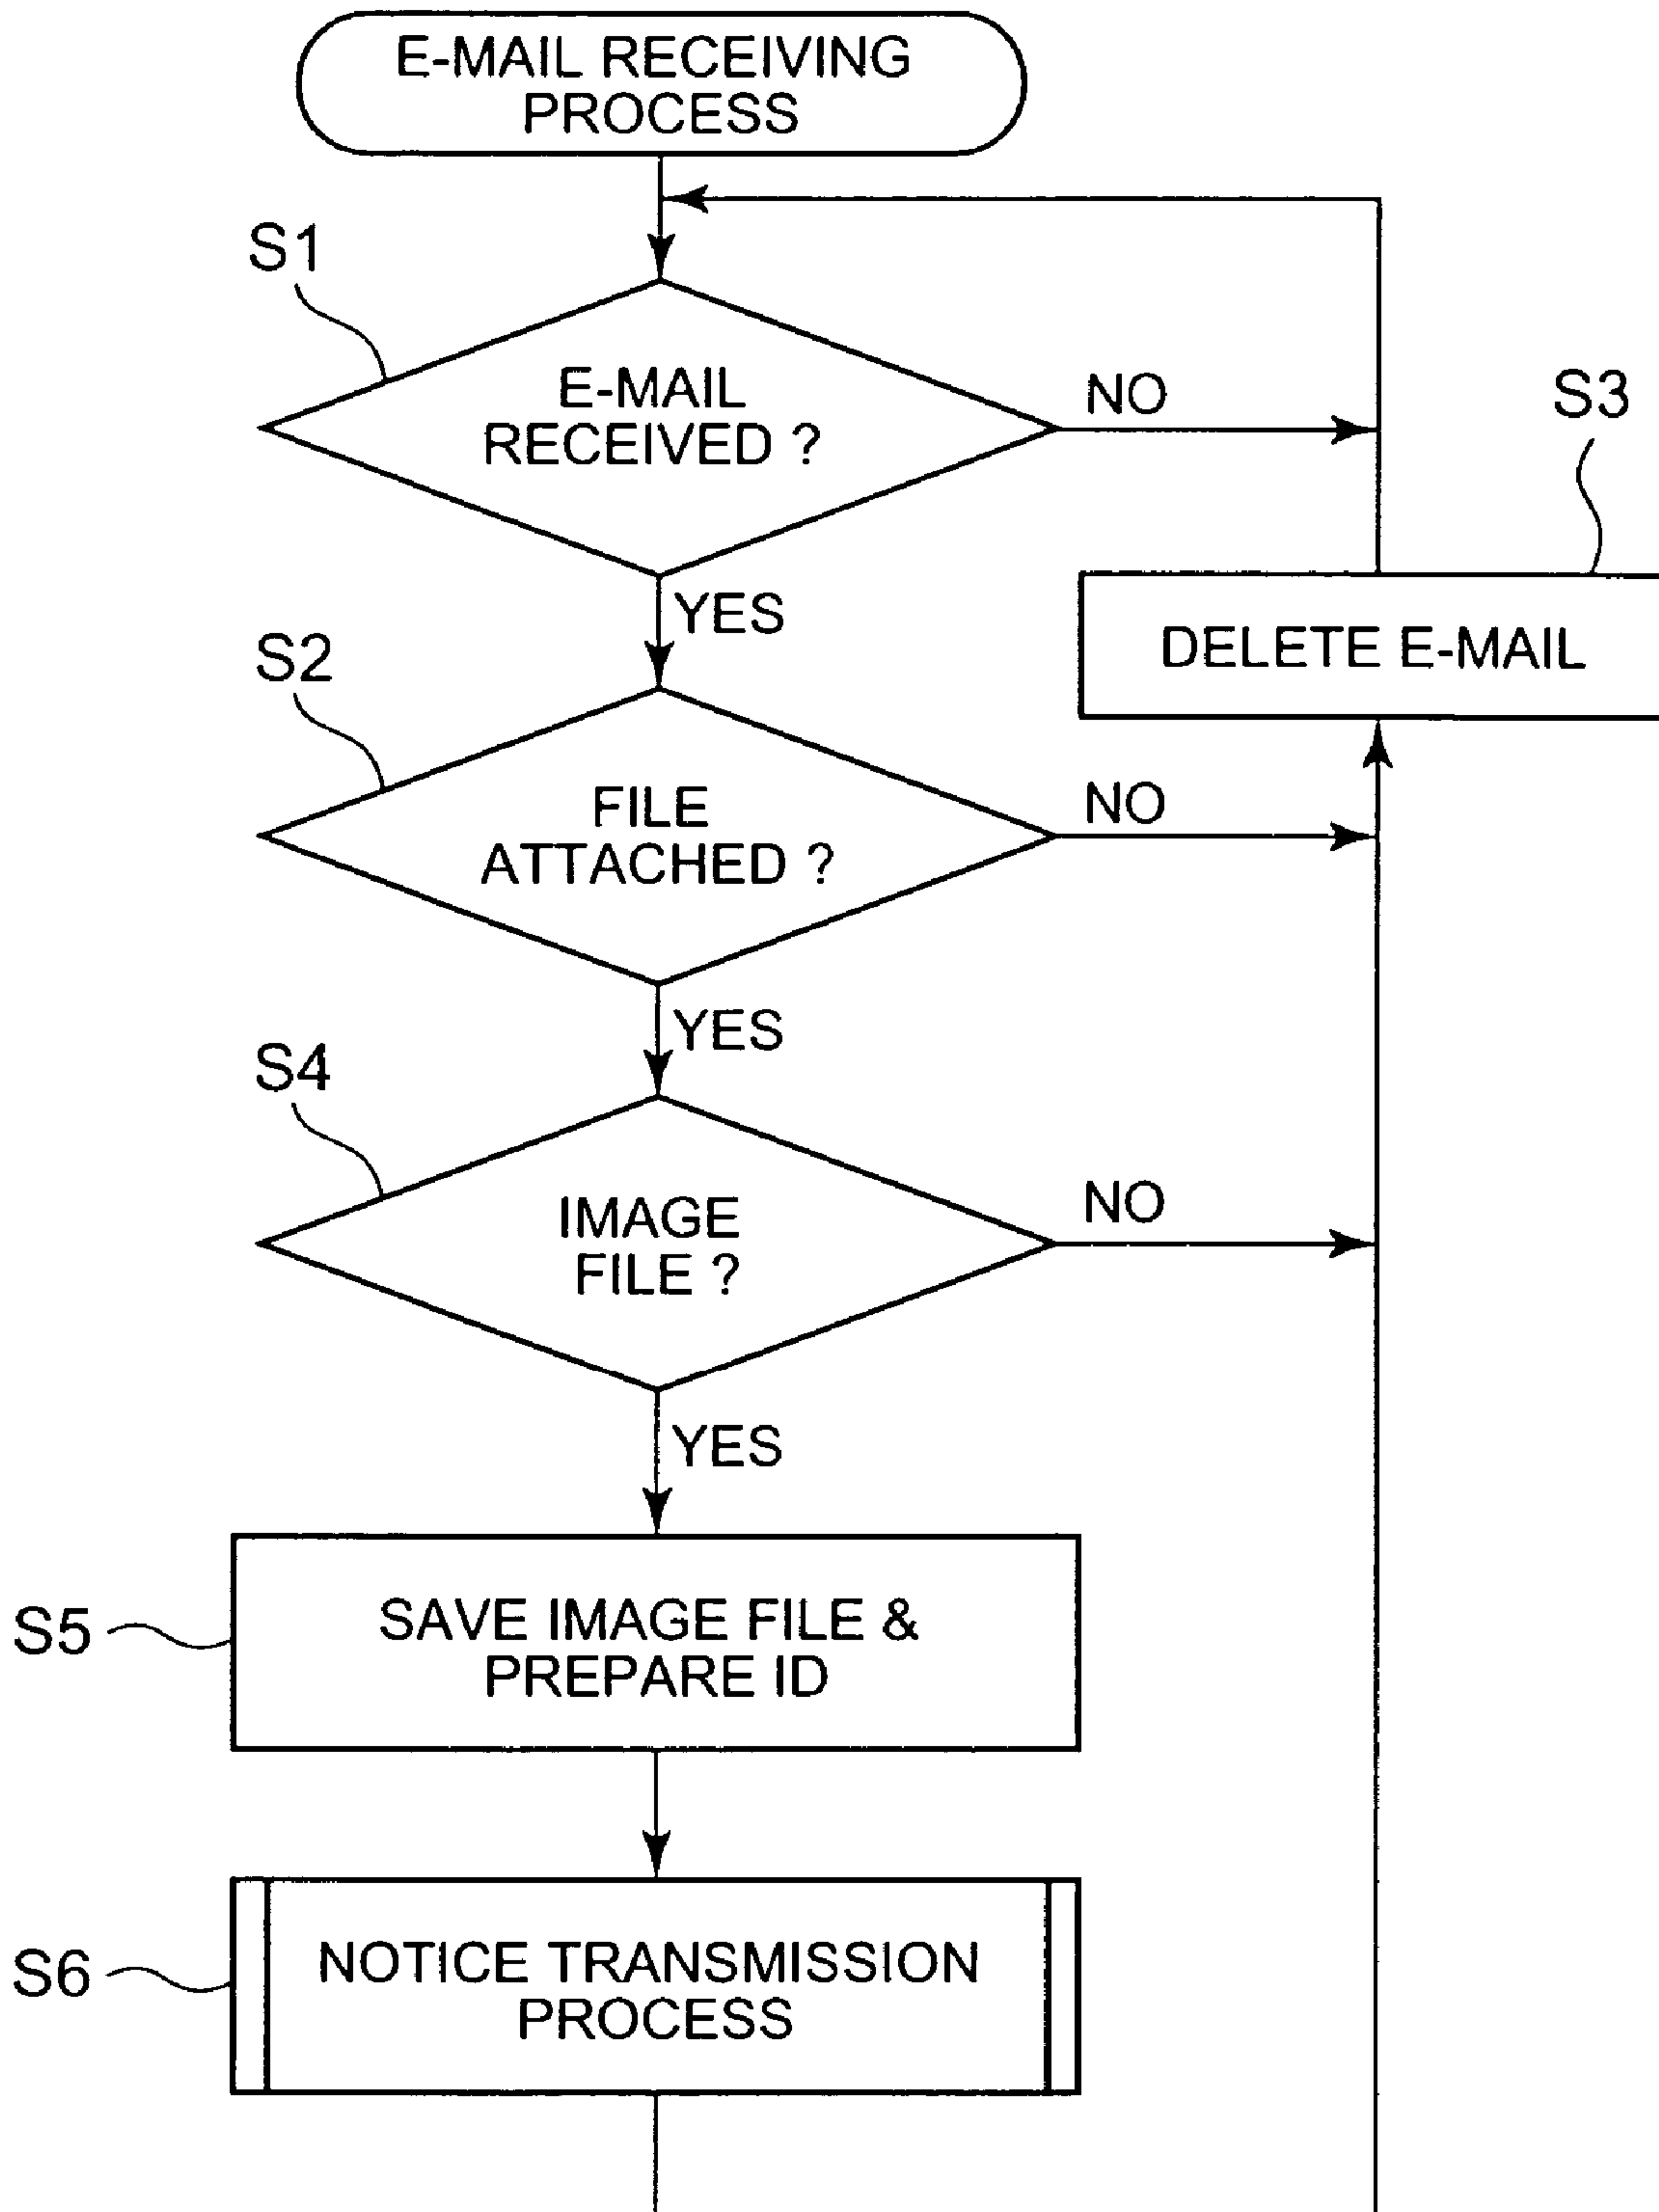 E-MAIL RECEIVING
PROCESS
S1
E-MAIL
RECEIVED ?
NO
S3
YES
DELETE E-MAIL
S2
FILE
ATTACHED ?
NO
YES
S4
IMAGE
FILE ?
NO
YES
S5
SAVE IMAGE FILE &
PREPARE ID
S6
NOTICE TRANSMISSION
PROCESS